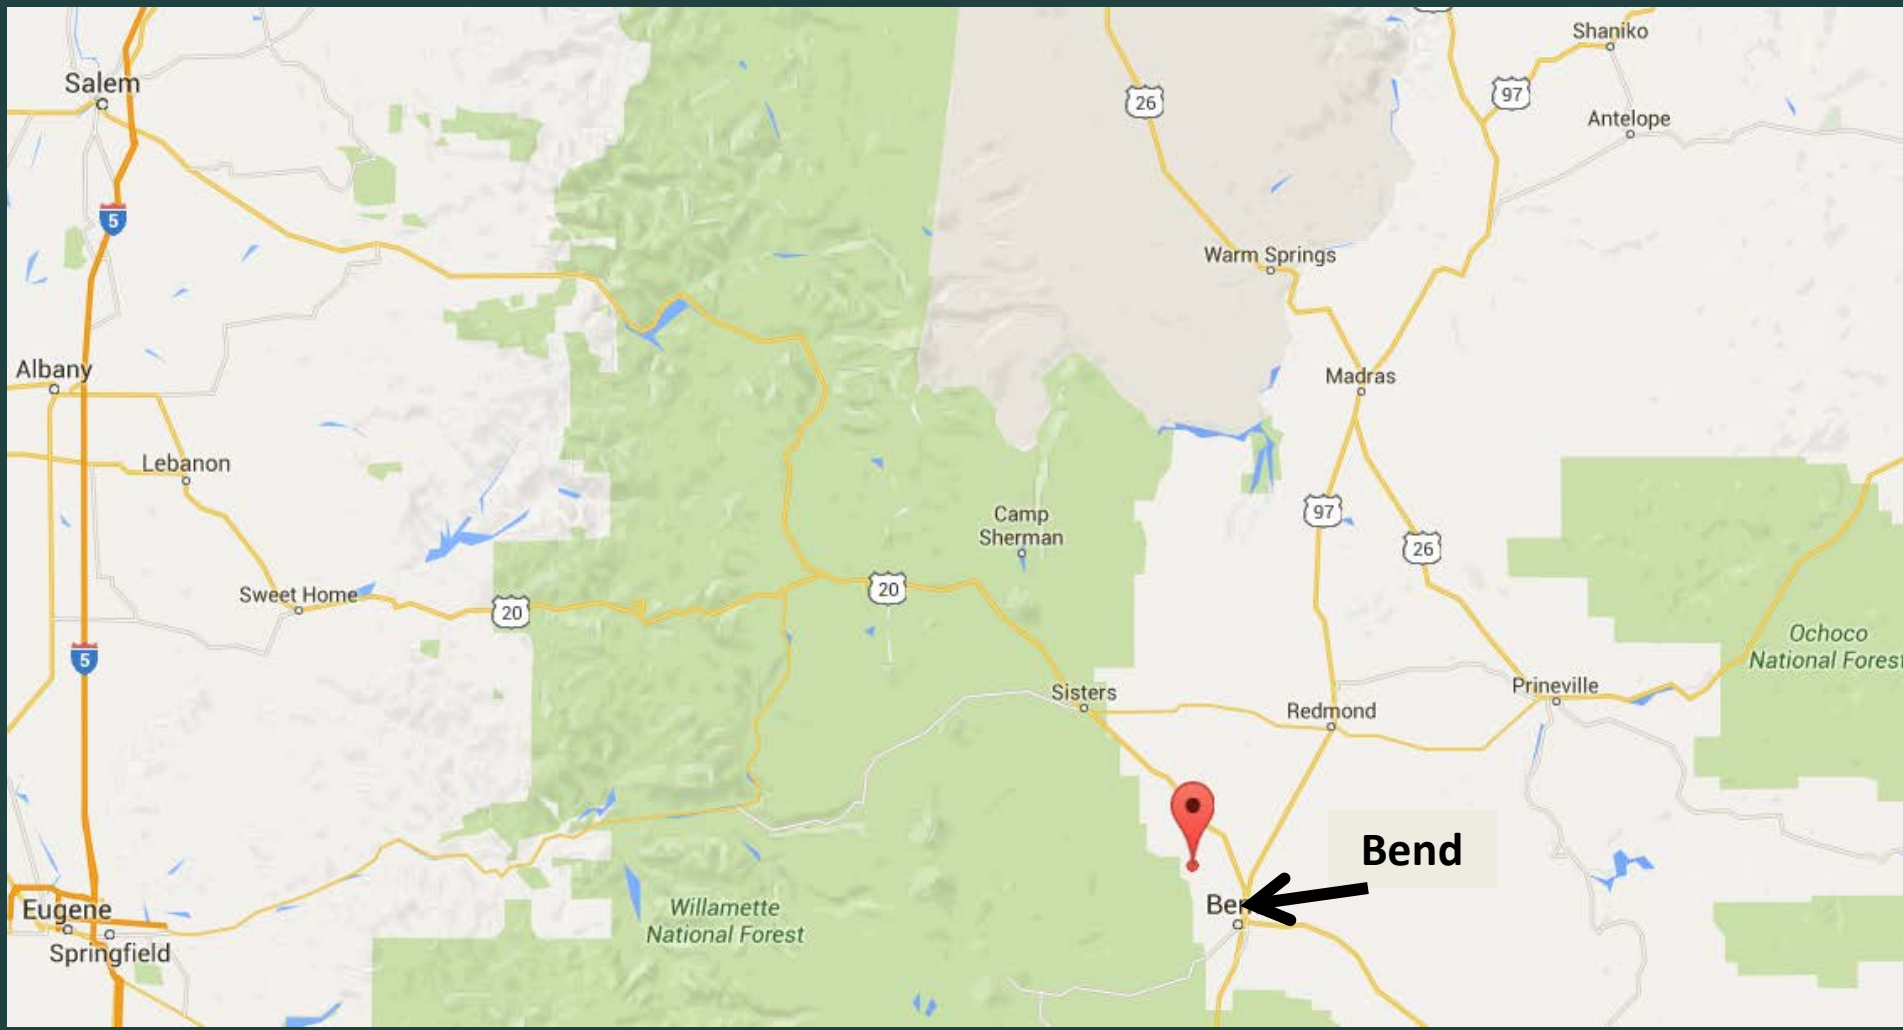 Shaniko
Salem
26
97
Antelope
5
Warm Springs
Albany
Madras
Lebanon
97
Camp
Sherman
26
20
Sweet Home
20
Ochoco
National Forest
5
Sisters
Prineville
Redmond
Bend
Ben
Willamette
National Forest
Eugene
Springfield